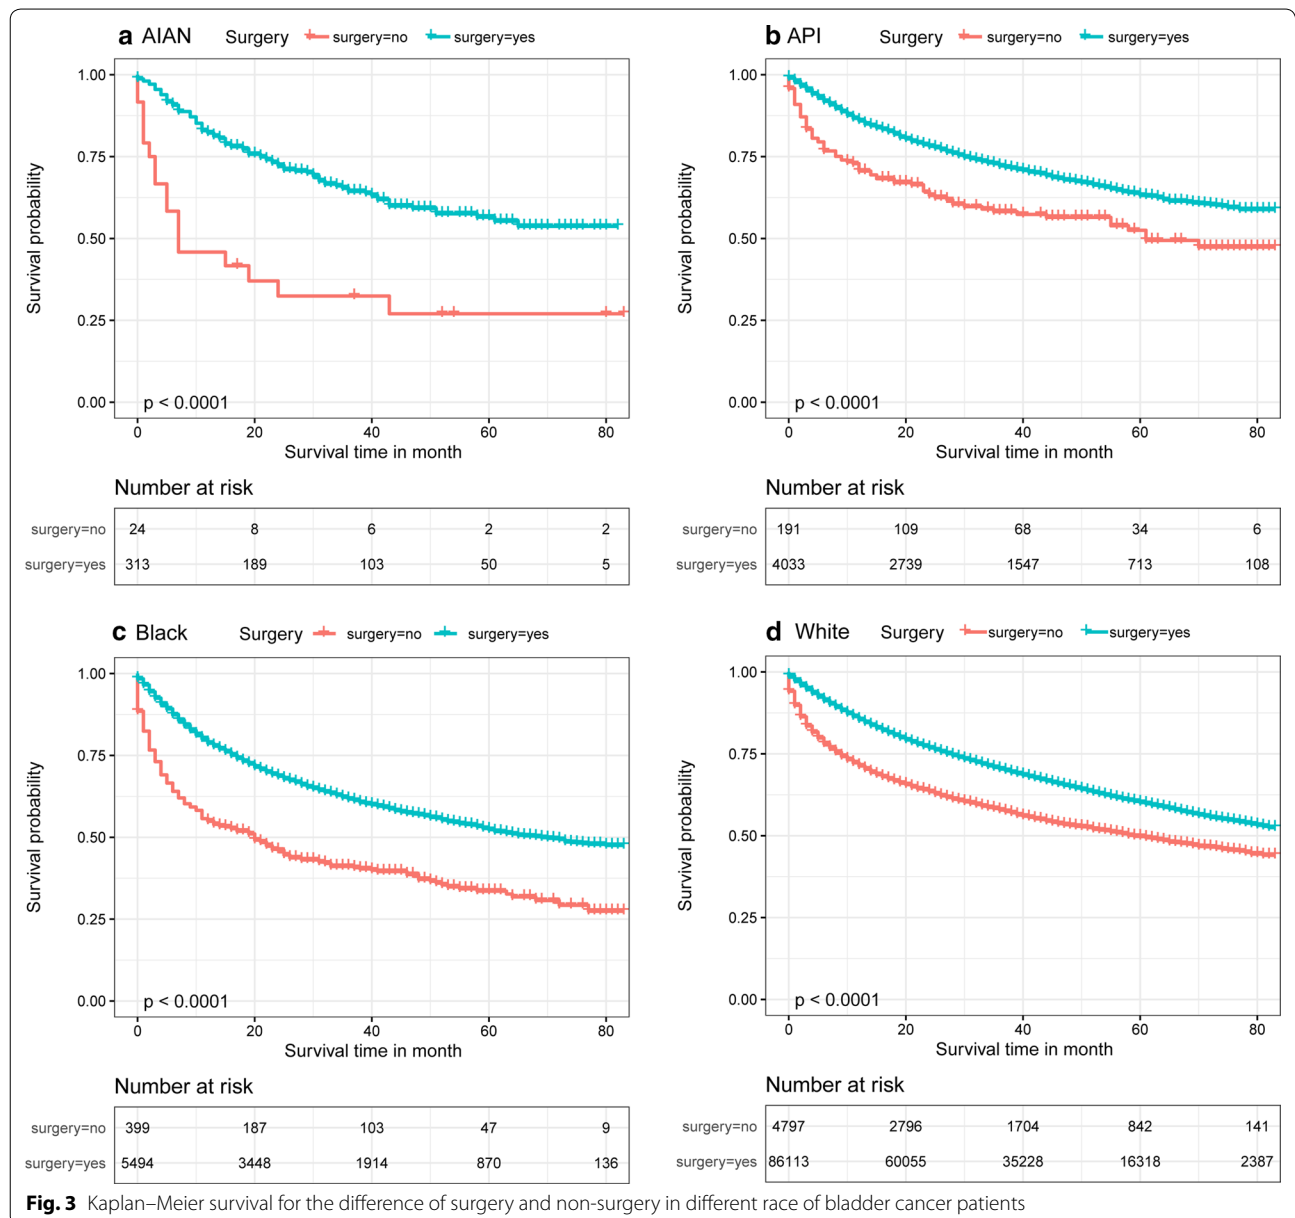 a AIAN Surgery surgery=no surgery=yes
1.00
0.75
0.50
0.25
0.00
Survival probability
p < 0.0001
0 20 40 60 80
Survival time in month
Number at risk
surgery=no 24 8 6 2 2
surgery=yes 313 189 103 50 5
b API Surgery surgery=no surgery=yes
1.00
0.75
0.50
0.25
0.00
Survival probability
p < 0.0001
0 20 40 60 80
Survival time in month
Number at risk
surgery=no 191 109 68 34 6
surgery=yes 4033 2739 1547 713 108
c Black Surgery surgery=no surgery=yes
1.00
0.75
0.50
0.25
0.00
Survival probability
p < 0.0001
0 20 40 60 80
Survival time in month
Number at risk
surgery=no 399 187 103 47 9
surgery=yes 5494 3448 1914 870 136
d White Surgery surgery=no surgery=yes
1.00
0.75
0.50
0.25
0.00
Survival probability
p < 0.0001
0 20 40 60 80
Survival time in month
Number at risk
surgery=no 4797 2796 1704 842 141
surgery=yes 86113 60055 35228 16318 2387
Fig. 3 Kaplan–Meier survival for the difference of surgery and non-surgery in different race of bladder cancer patients